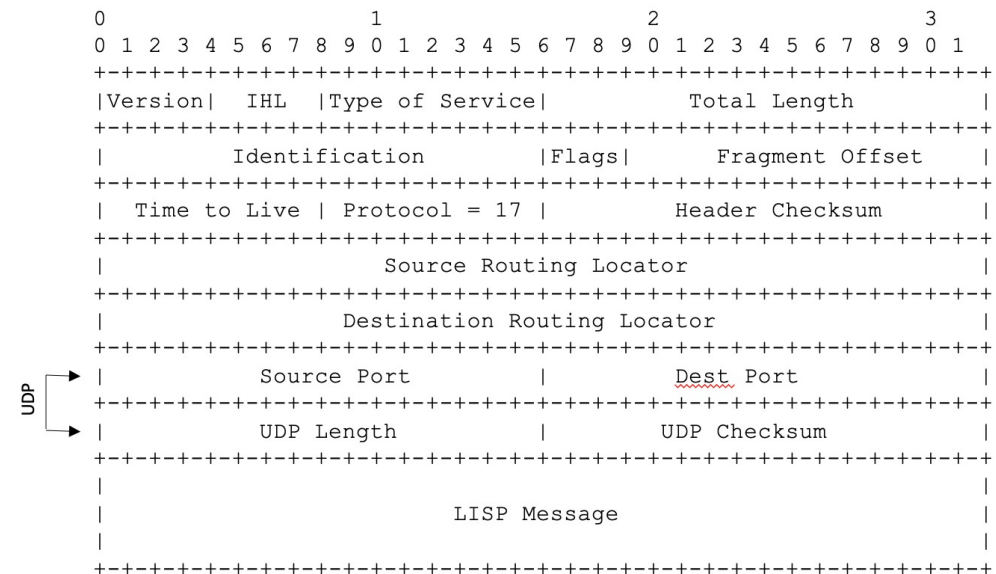 0                   1                   2                   3
0 1 2 3 4 5 6 7 8 9 0 1 2 3 4 5 6 7 8 9 0 1 2 3 4 5 6 7 8 9 0 1
+-+-+-+-+-+-+-+-+-+-+-+-+-+-+-+-+-+-+-+-+-+-+-+-+-+-+-+-+-+-+-+-+
|Version| IHL |Type of Service| Total Length |
+-+-+-+-+-+-+-+-+-+-+-+-+-+-+-+-+-+-+-+-+-+-+-+-+-+-+-+-+-+-+-+-+
| Identification |Flags| Fragment Offset |
+-+-+-+-+-+-+-+-+-+-+-+-+-+-+-+-+-+-+-+-+-+-+-+-+-+-+-+-+-+-+-+-+
| Time to Live | Protocol = 17 | Header Checksum |
+-+-+-+-+-+-+-+-+-+-+-+-+-+-+-+-+-+-+-+-+-+-+-+-+-+-+-+-+-+-+-+-+
| Source Routing Locator |
+-+-+-+-+-+-+-+-+-+-+-+-+-+-+-+-+-+-+-+-+-+-+-+-+-+-+-+-+-+-+-+-+
| Destination Routing Locator |
+-+-+-+-+-+-+-+-+-+-+-+-+-+-+-+-+-+-+-+-+-+-+-+-+-+-+-+-+-+-+-+-+
| Source Port | Dest Port |
UDP
+-+-+-+-+-+-+-+-+-+-+-+-+-+-+-+-+-+-+-+-+-+-+-+-+-+-+-+-+-+-+-+-+
| UDP Length | UDP Checksum |
+-+-+-+-+-+-+-+-+-+-+-+-+-+-+-+-+-+-+-+-+-+-+-+-+-+-+-+-+-+-+-+-+
| |
| LISP Message |
| |
+-+-+-+-+-+-+-+-+-+-+-+-+-+-+-+-+-+-+-+-+-+-+-+-+-+-+-+-+-+-+-+-+